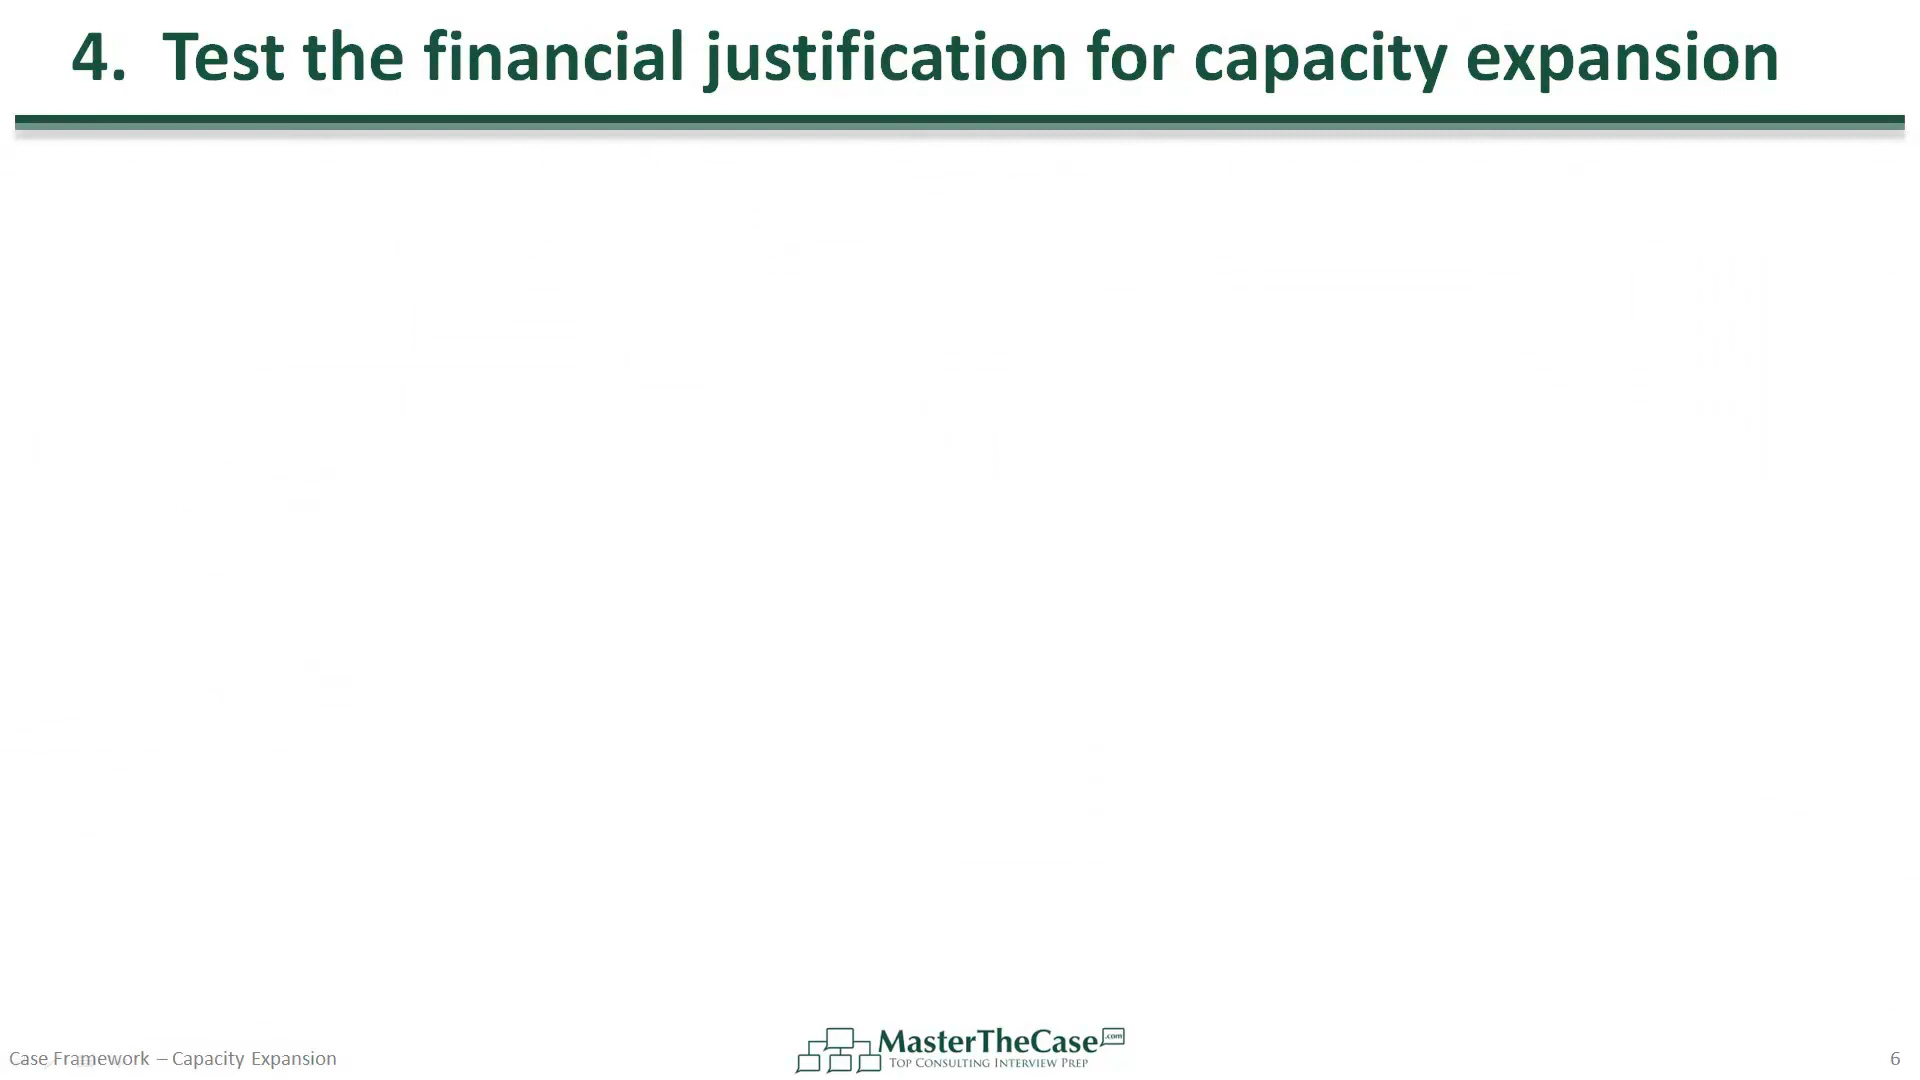 4. Test the financial justification for capacity expansion
Case Framework – Capacity Expansion
MasterTheCase.com
Top Consulting Interview Prep
6